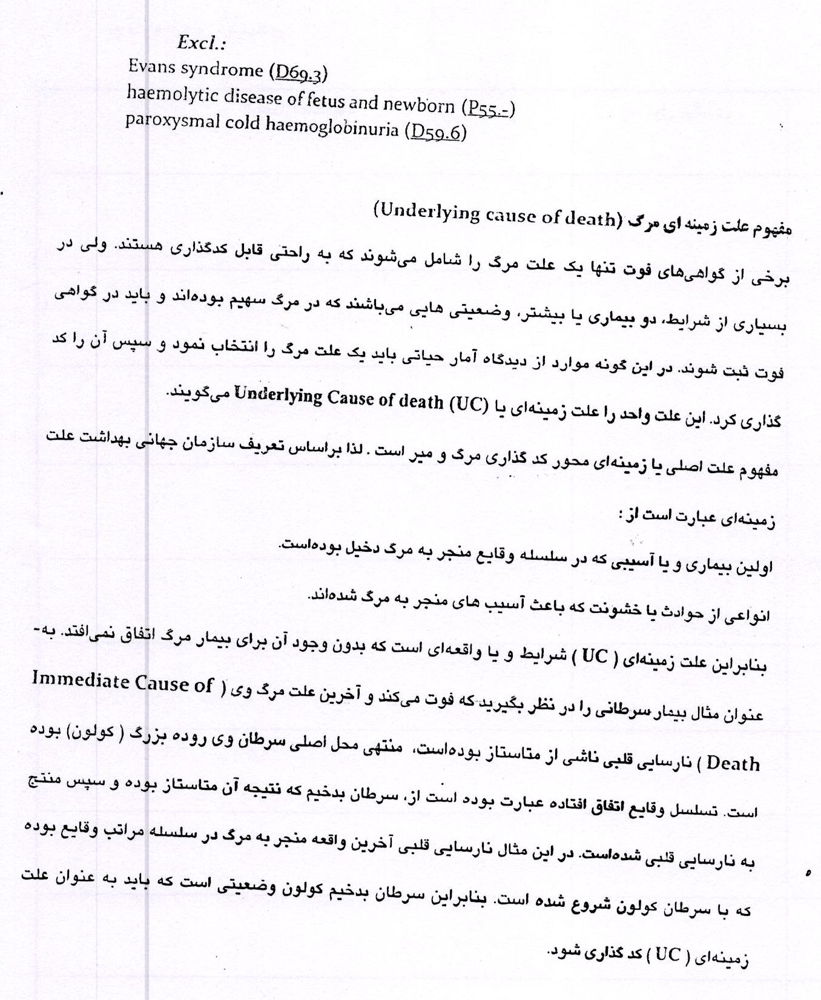 Excl.:
Evans syndrome (D69.3)
haemolytic disease of fetus and newborn (P55.-)
paroxysmal cold haemoglobinuria (D59.6)
مفهوم علت زمینه ای مرگ (Underlying cause of death)
برخی از گواهی‌های فوت تنها یک علت مرگ را شامل می‌شوند که به راحتی قابل کدگذاری هستند. ولی در
بسیاری از شرایط، دو بیماری یا بیشتر، وضعیتی هایی می‌باشند که در مرگ سهیم بوده‌اند و باید در گواهی
فوت ثبت شوند. در این گونه موارد از دیدگاه آمار حیاتی باید یک علت مرگ را انتخاب نمود و سپس آن را کد
گذاری کرد. این علت واحد را علت زمینه‌ای یا Underlying Cause of death (UC) می‌گویند.
مفهوم علت اصلی یا زمینه‌ای محور کد گذاری مرگ و میر است . لذا براساس تعریف سازمان جهانی بهداشت علت
زمینه‌ای عبارت است از :
اولین بیماری و یا آسیبی که در سلسله وقایع منجر به مرگ دخیل بوده‌است.
انواعی از حوادث یا خشونت که باعث آسیب های منجر به مرگ شده‌اند.
بنابراین علت زمینه‌ای ( UC ) شرایط و یا واقعه‌ای است که بدون وجود آن برای بیمار مرگ اتفاق نمی‌افتد. به-
عنوان مثال بیمار سرطانی را در نظر بگیرید که فوت می‌کند و آخرین علت مرگ وی ( Immediate Cause of
Death ) نارسایی قلبی ناشی از متاستاز بوده‌است، منتهی محل اصلی سرطان وی روده بزرگ ( کولون) بوده
است. تسلسل وقایع اتفاق افتاده عبارت بوده است از، سرطان بدخیم که نتیجه آن متاستاز بوده و سپس منتج
به نارسایی قلبی شده‌است. در این مثال نارسایی قلبی آخرین واقعه منجر به مرگ در سلسله مراتب وقایع بوده
که با سرطان کولون شروع شده است. بنابراین سرطان بدخیم کولون وضعیتی است که باید به عنوان علت
زمینه‌ای ( UC ) کد گذاری شود.